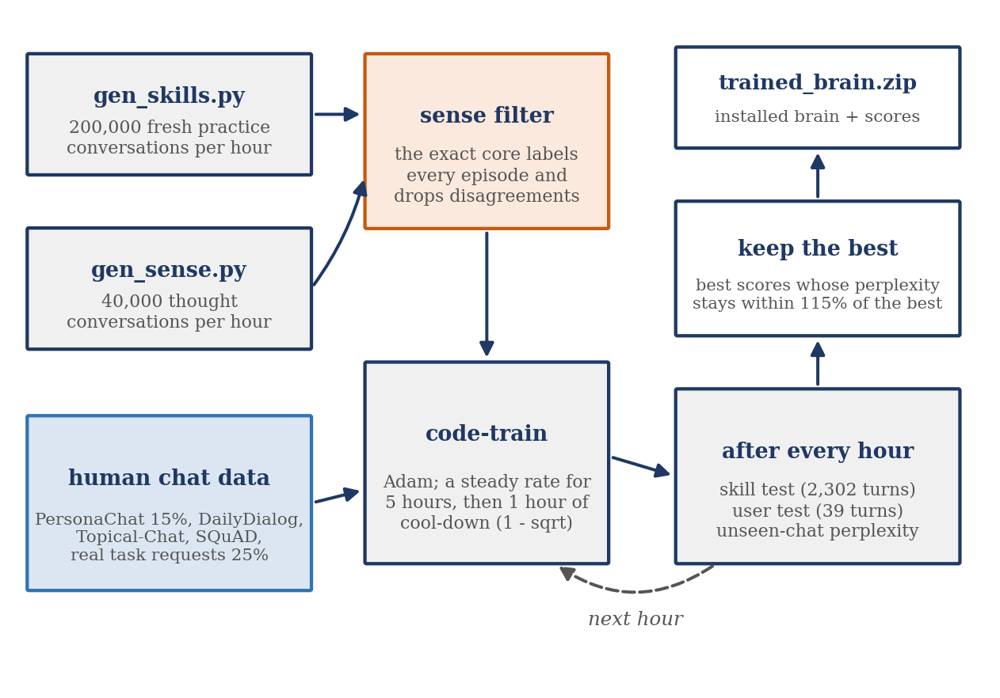 gen_skills.py
200,000 fresh practice
conversations per hour
gen_sense.py
40,000 thought
conversations per hour
human chat data
PersonaChat 15%, DailyDialog,
Topical-Chat, SQuAD,
real task requests 25%
sense filter
the exact core labels
every episode and
drops disagreements
code-train
Adam; a steady rate for
5 hours, then 1 hour of
cool-down (1 - sqrt)
trained_brain.zip
installed brain + scores
keep the best
best scores whose perplexity
stays within 115% of the best
after every hour
skill test (2,302 turns)
user test (39 turns)
unseen-chat perplexity
next hour